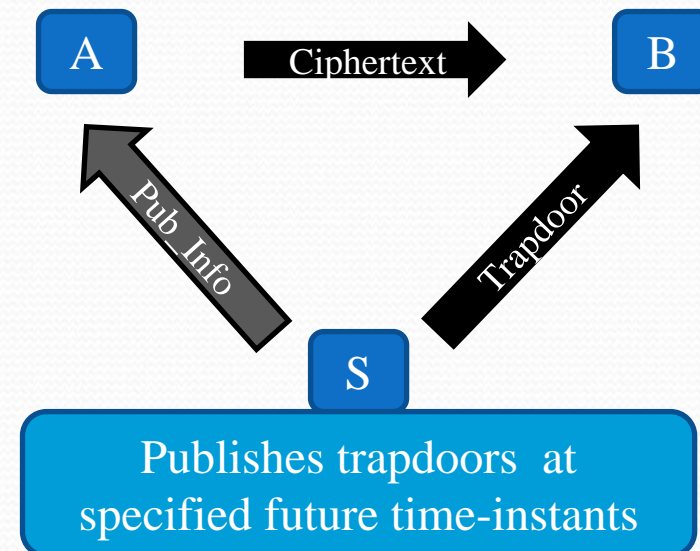 A
Ciphertext
B
Pub_Info
Trapdoor
S
Publishes trapdoors at
specified future time-instants